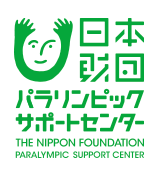 日本
財団
パラリンピック
サポートセンター
THE NIPPON FOUNDATION
PARALYMPIC SUPPORT CENTER